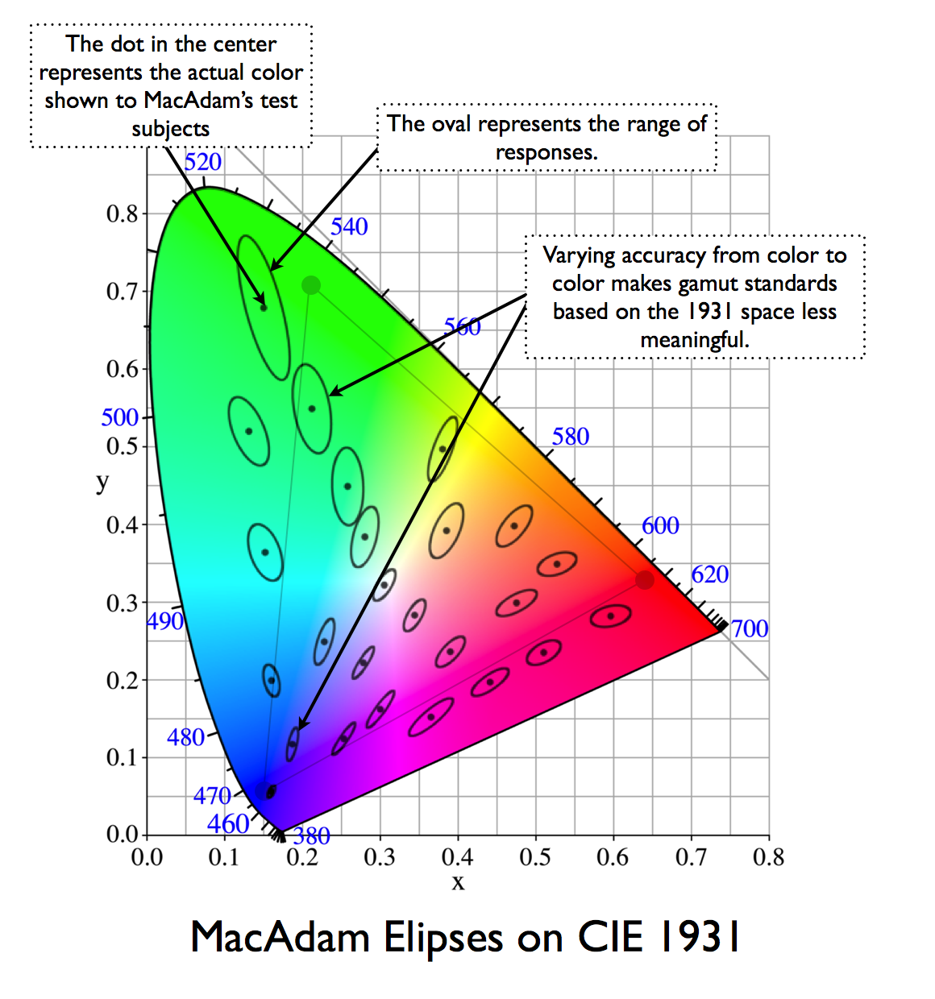 The dot in the center
represents the actual color
shown to MacAdam's test
subjects
The oval represents the range of
responses.
Varying accuracy from color to
color makes gamut standards
based on the 1931 space less
meaningful.
520
540
560
580
600
620
700
500
490
480
470
460
380
0.8
0.7
0.6
0.5
y
0.4
0.3
0.2
0.1
0.0
0.0 0.1 0.2 0.3 0.4 0.5 0.6 0.7 0.8
x
MacAdam Elipses on CIE 1931